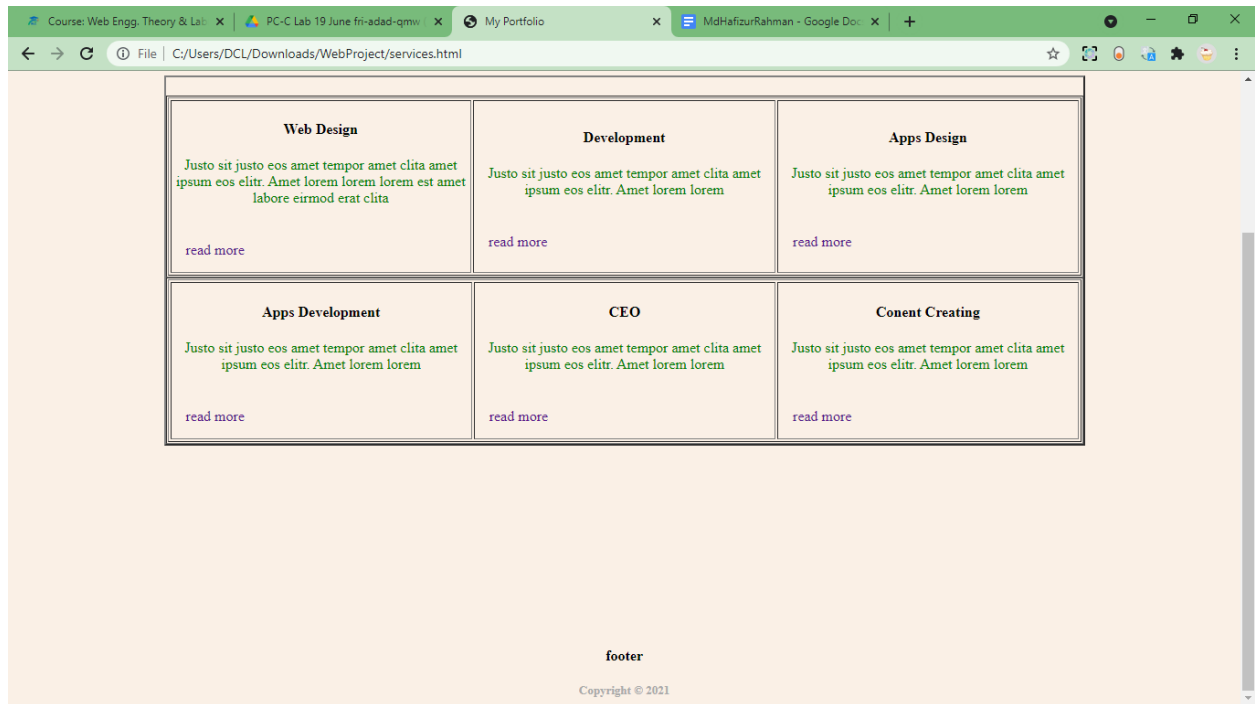 Course: Web Engg. Theory & Lab
PC-C Lab 19 June fri-adad-qmw (
My Portfolio
MdHafizurRahman - Google Doc
File
C:/Users/DCL/Downloads/WebProject/services.html
Web Design
Justo sit justo eos amet tempor amet clita amet
ipsum eos elitr. Amet lorem lorem lorem est amet
labore eirmod erat clita
read more
Development
Justo sit justo eos amet tempor amet clita amet
ipsum eos elitr. Amet lorem lorem
read more
Apps Design
Justo sit justo eos amet tempor amet clita amet
ipsum eos elitr. Amet lorem lorem
read more
Apps Development
Justo sit justo eos amet tempor amet clita amet
ipsum eos elitr. Amet lorem lorem
read more
CEO
Justo sit justo eos amet tempor amet clita amet
ipsum eos elitr. Amet lorem lorem
read more
Conent Creating
Justo sit justo eos amet tempor amet clita amet
ipsum eos elitr. Amet lorem lorem
read more
footer
Copyright © 2021